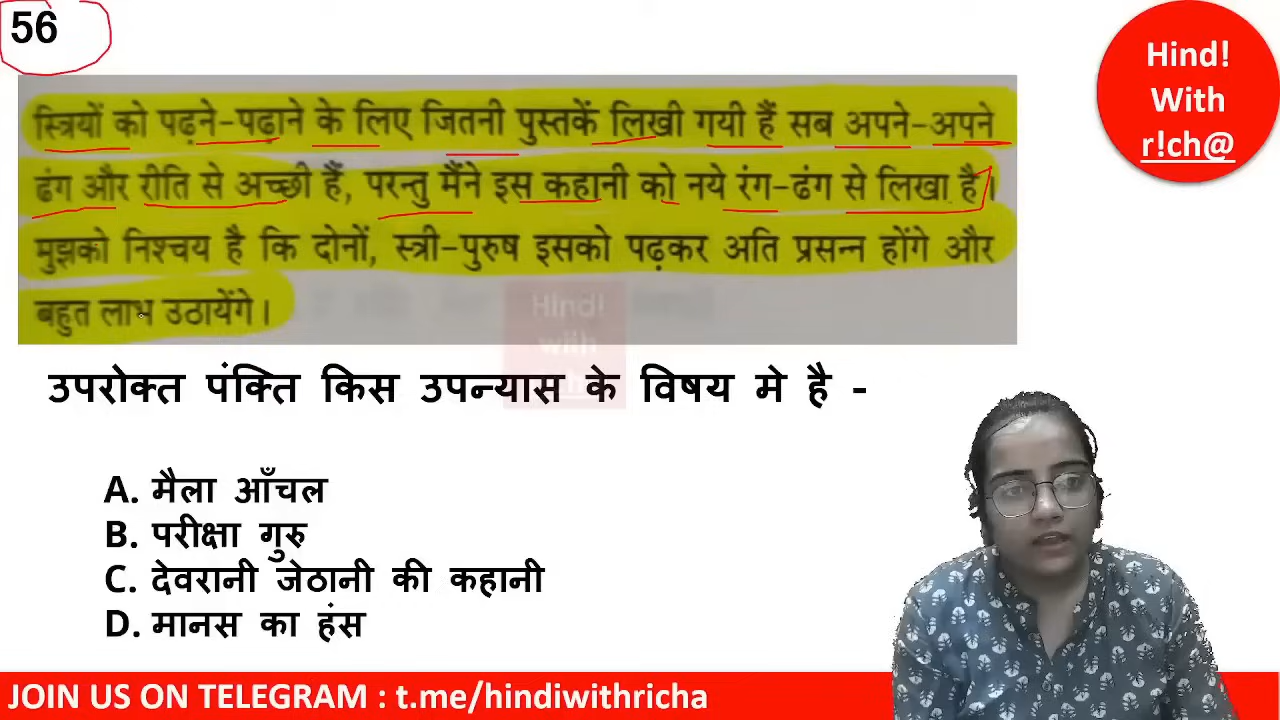 56
Hind!
With
r!ch@
स्त्रियों को पढ़ने-पढ़ाने के लिए जितनी पुस्तकें लिखी गयी हैं सब अपने-अपने
ढंग और रीति से अच्छी हैं, परन्तु मैंने इस कहानी को नये रंग-ढंग से लिखा है।
मुझको निश्चय है कि दोनों, स्त्री-पुरुष इसको पढ़कर अति प्रसन्न होंगे और
बहुत लाभ उठायेंगे।
Hind!
with
उपरोक्त पंक्ति किस उपन्यास के विषय मे है -
A. मैला आँचल
B. परीक्षा गुरु
C. देवरानी जेठानी की कहानी
D. मानस का हंस
JOIN US ON TELEGRAM : t.me/hindiwithricha